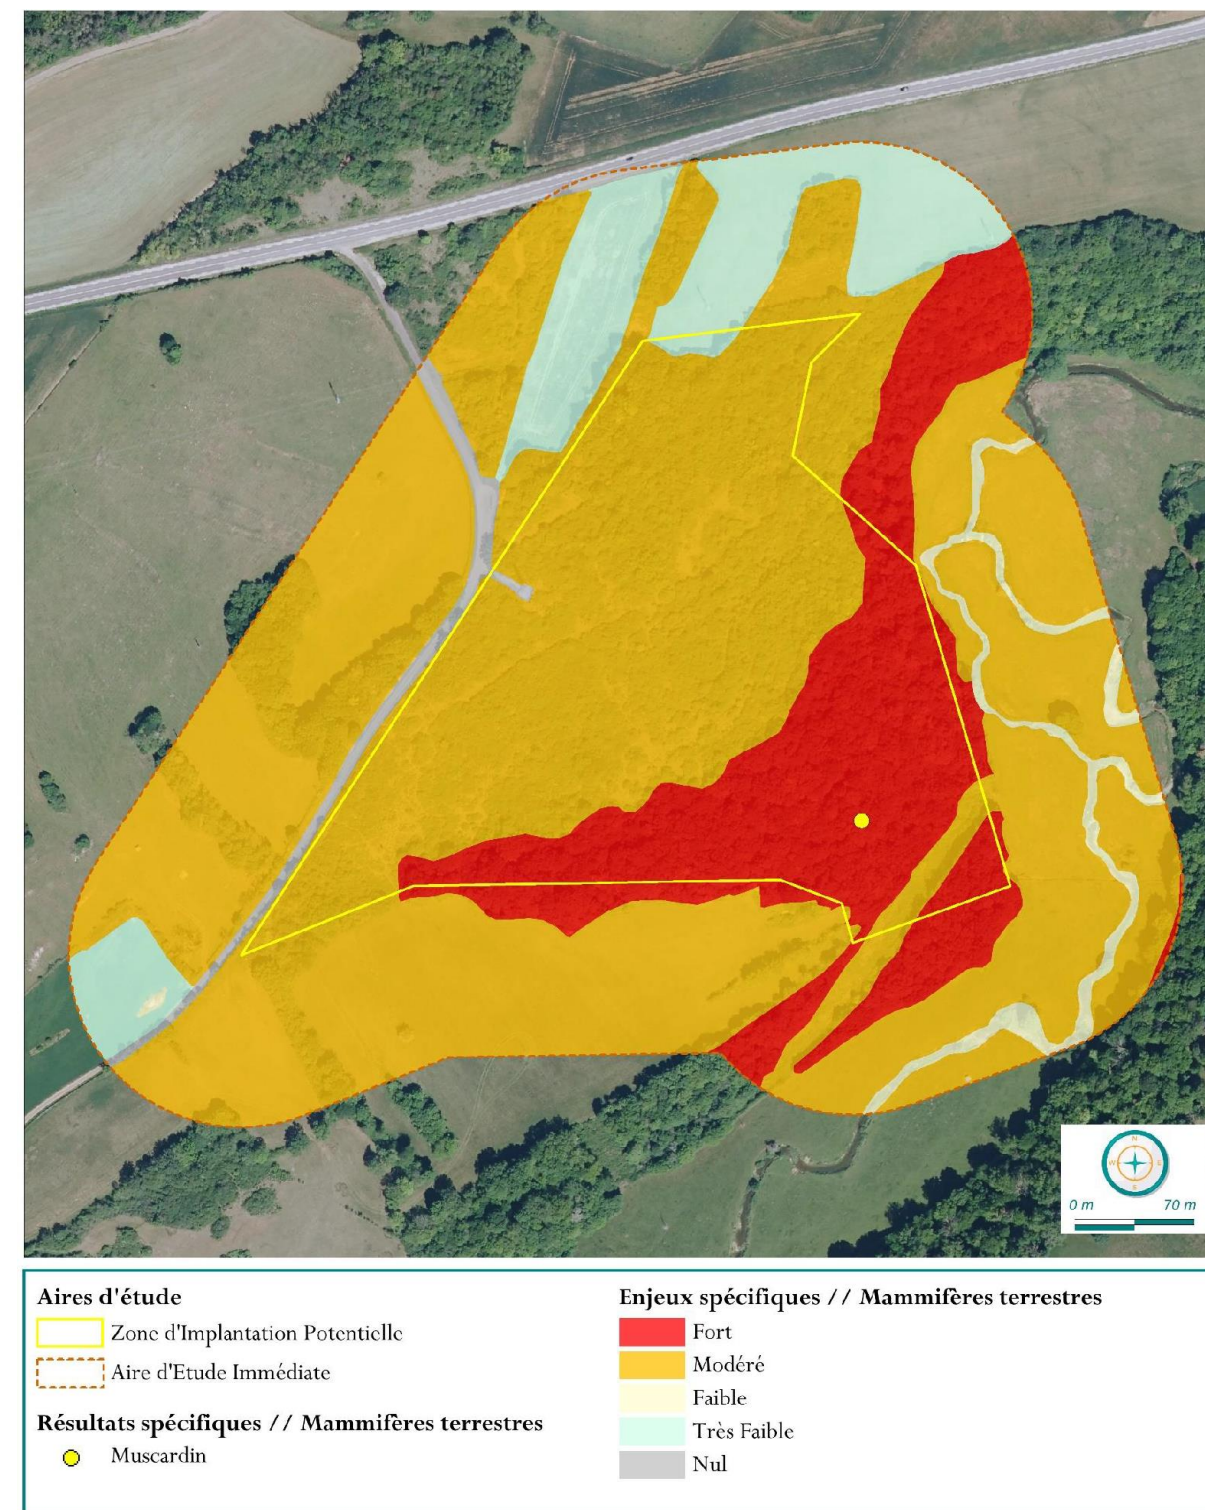 N
W E
S
0 m 70 m
Aires d'étude
Zone d'Implantation Potentielle
Aire d'Etude Immédiate
Résultats spécifiques // Mammifères terrestres
Muscardin
Enjeux spécifiques // Mammifères terrestres
Fort
Modéré
Faible
Très Faible
Nul